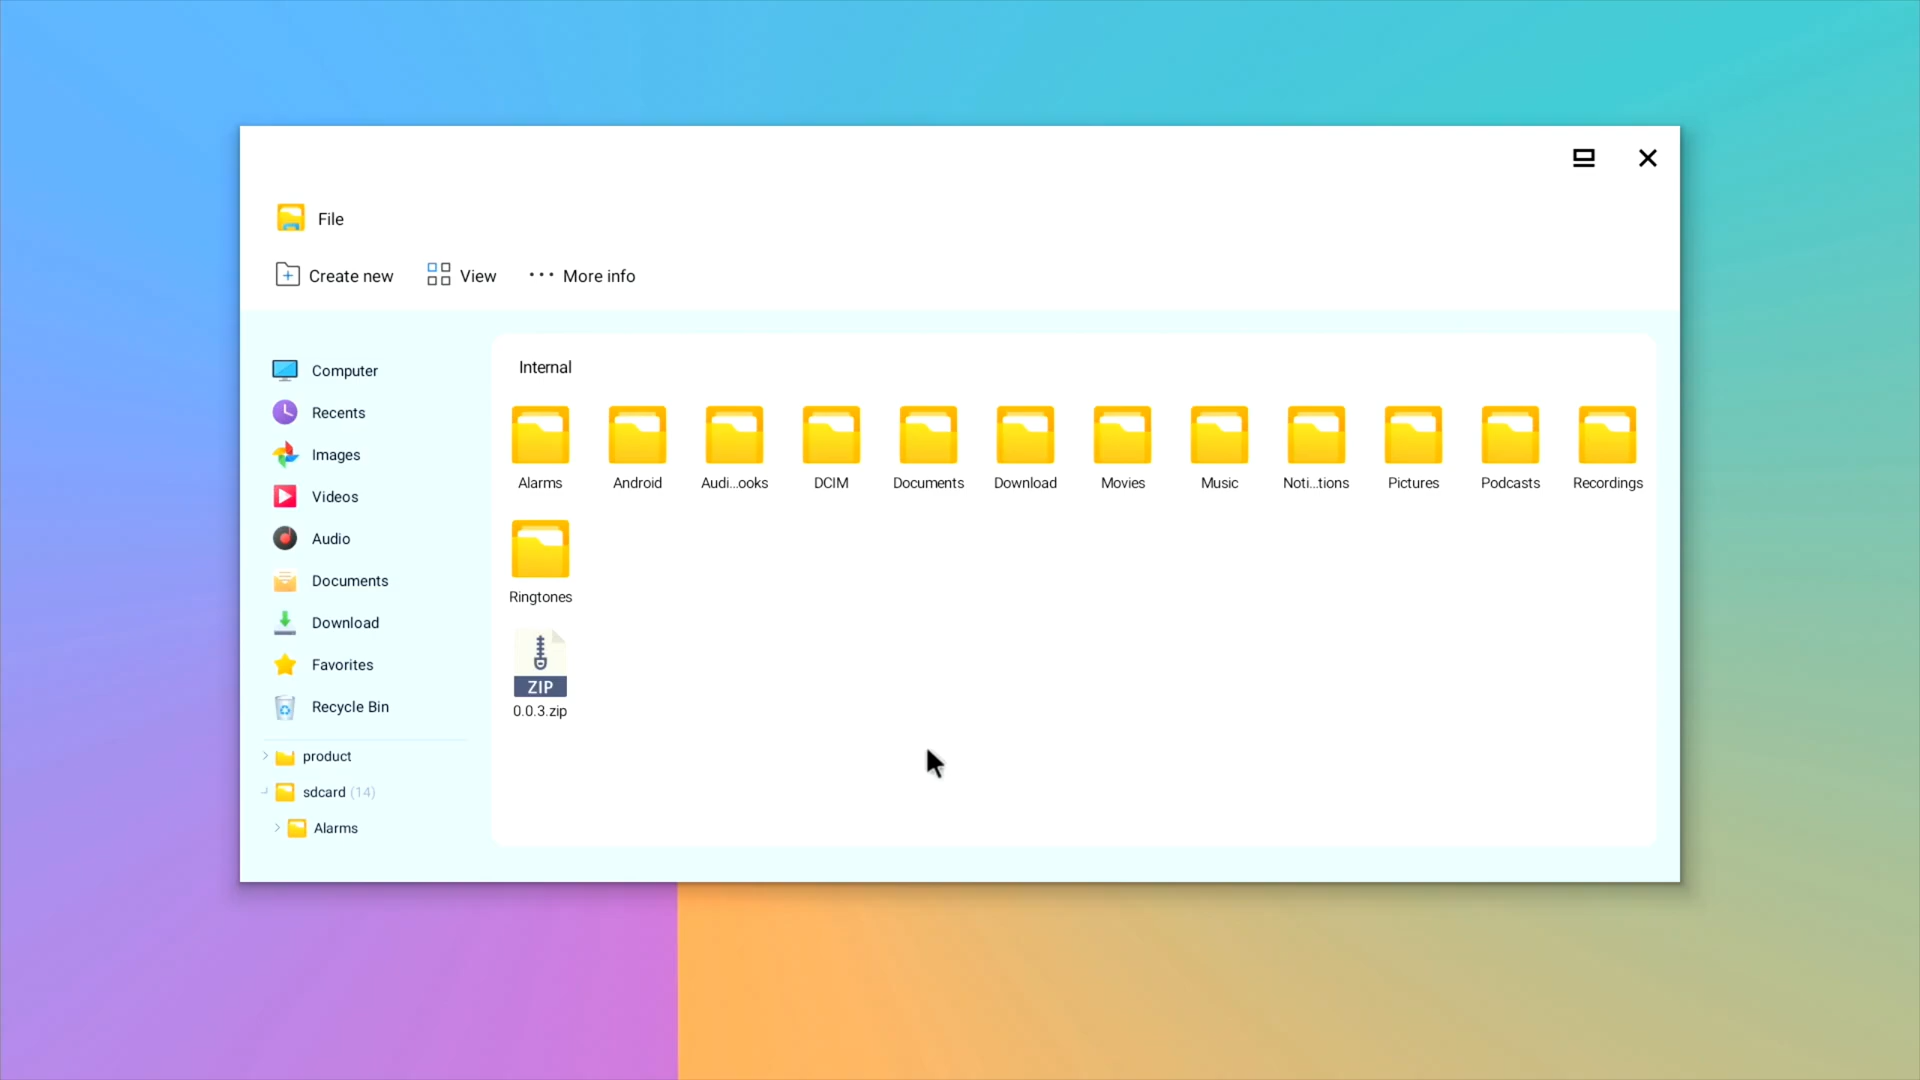 File
Create new View More info
Computer
Recents
Images
Videos
Audio
Documents
Download
Favorites
Recycle Bin
product
sdcard (14)
Alarms
Internal
Alarms Android Audi...ooks DCIM Documents Download Movies Music Noti...tions Pictures Podcasts Recordings
Ringtones
ZIP
0.0.3.zip